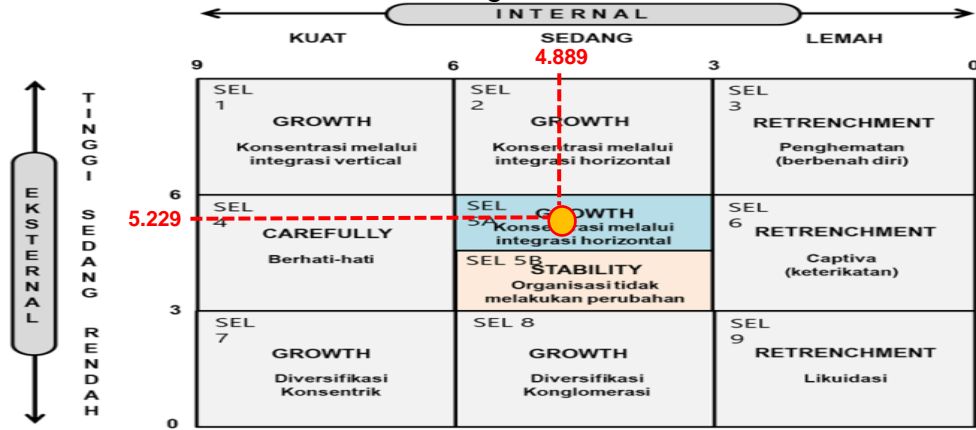 INTERNAL
KUAT SEDANG LEMAH
4.889
9 6 3 0
SEL
1
GROWTH
Konsentrasi melalui
integrasi vertical
SEL
2
GROWTH
Konsentrasi melalui
integrasi horizontal
SEL
3
RETRENCHMENT
Penghematan
(berbenah diri)
EKSTERNAL
TINGGI SEDANG RENDAH
6
5.229
SEL
4
CAREFULLY
Berhati-hati
SEL
5A
GROWTH
Konsentrasi melalui
integrasi horizontal
SEL 5B
STABILITY
Organisasi tidak
melakukan perubahan
SEL
6
RETRENCHMENT
Captiva
(keterikatan)
3
SEL
7
GROWTH
Diversifikasi
Konsentrik
SEL 8
GROWTH
Diversifikasi
Konglomerasi
SEL
9
RETRENCHMENT
Likuidasi
0